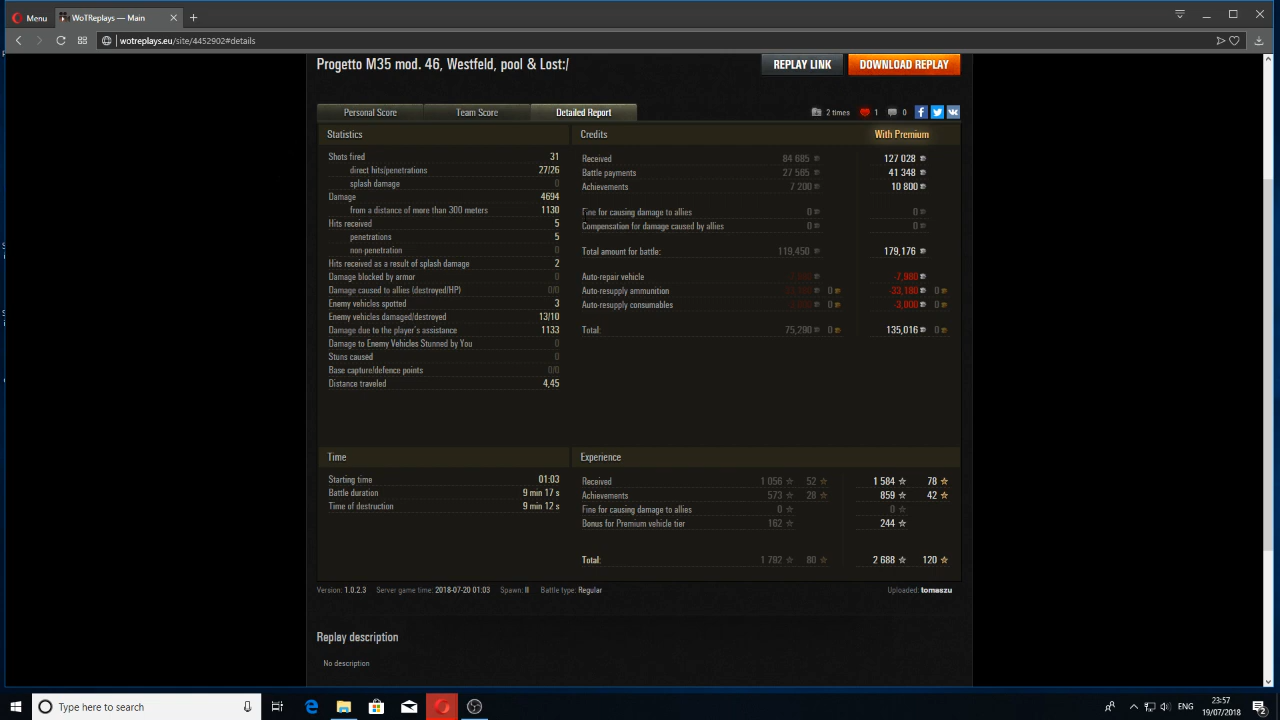 Menu WoTReplays — Main
wotreplays.eu/site/4452902#details
Progetto M35 mod. 46, Westfeld, pool & Lost:/ REPLAY LINK DOWNLOAD REPLAY
Personal Score Team Score Detailed Report 2 times 1 0
Statistics Credits With Premium
Shots fired 31
direct hits/penetrations 27/26
splash damage 0
Damage 4694
from a distance of more than 300 meters 1130
Hits received 5
penetrations 5
non-penetration 0
Hits received as a result of splash damage 2
Damage blocked by armor 0
Damage caused to allies (destroyed/HP) 0/0
Enemy vehicles spotted 3
Enemy vehicles damaged/destroyed 13/10
Damage due to the player's assistance 1133
Damage to Enemy Vehicles Stunned by You 0
Stuns caused 0
Base capture/defence points 0/0
Distance traveled 4,45
Received 84 685 127 028
Battle payments 27 565 41 348
Achievements 7 200 10 800
Fine for causing damage to allies 0 0
Compensation for damage caused by allies 0 0
Total amount for battle: 119,450 179,176
Auto-repair vehicle -7,980
Auto-resupply ammunition 0 -33,180 0
Auto-resupply consumables 0 -3,000 0
Total: 75,290 0 135,016 0
Time Experience
Starting time 01:03
Battle duration 9 min 17 s
Time of destruction 9 min 12 s
Received 1 056 52 1 584 78
Achievements 573 28 859 42
Fine for causing damage to allies 0 0
Bonus for Premium vehicle tier 162 244
Total: 1 792 80 2 688 120
Version: 1.0.2.3 Server game time: 2018-07-20 01:03 Spawn: II Battle type: Regular Uploaded: tomaszu
Replay description
No description
Type here to search ENG 23:57
19/07/2018 2